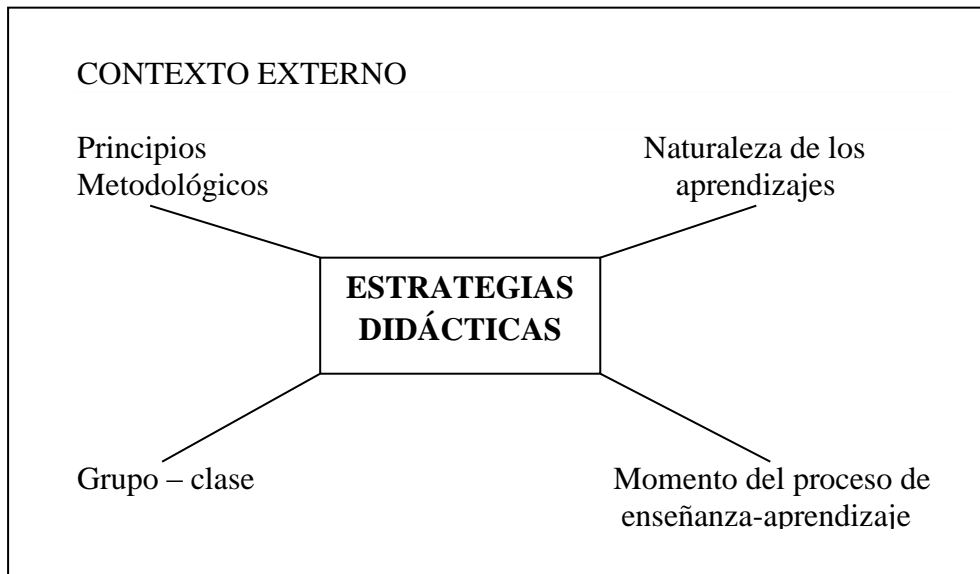 CONTEXTO EXTERNO
Principios
Metodológicos
Naturaleza de los
aprendizajes
ESTRATEGIAS
DIDÁCTICAS
Grupo – clase
Momento del proceso de
enseñanza-aprendizaje